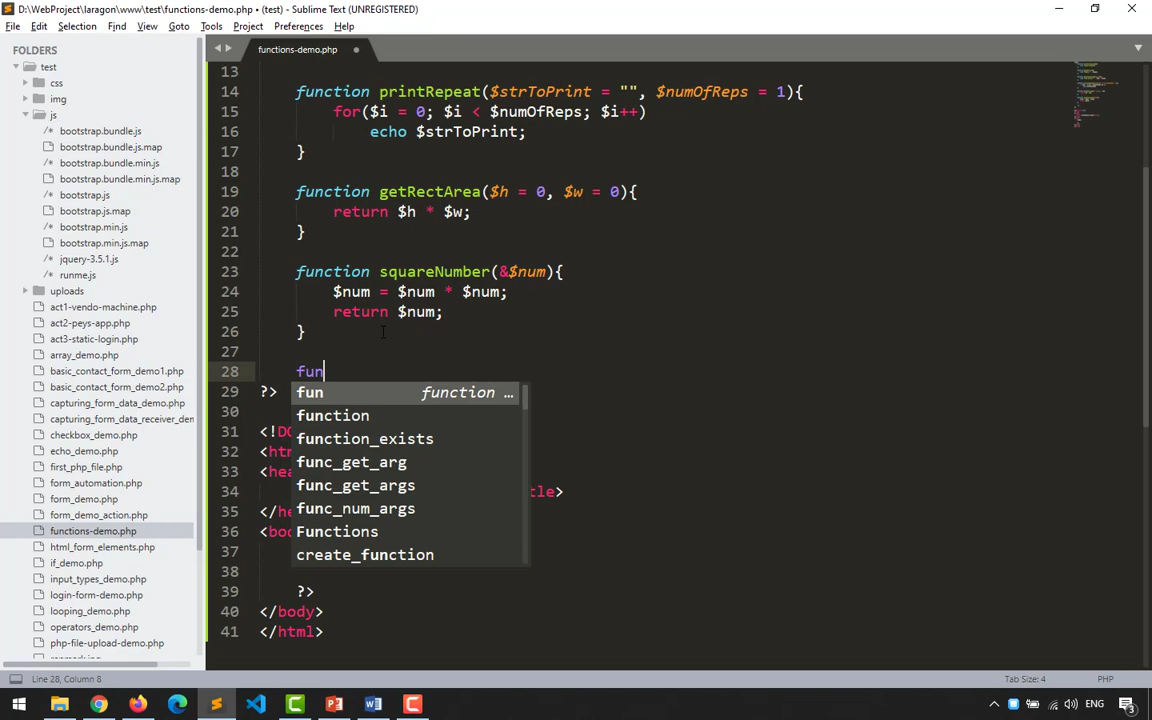 D:\WebProject\laragon\www\test\functions-demo.php • (test) - Sublime Text (UNREGISTERED)
File Edit Selection Find View Goto Tools Project Preferences Help
FOLDERS
test
css
img
js
bootstrap.bundle.js
bootstrap.bundle.js.map
bootstrap.bundle.min.js
bootstrap.bundle.min.js.map
bootstrap.js
bootstrap.js.map
bootstrap.min.js
bootstrap.min.js.map
jquery-3.5.1.js
runme.js
uploads
act1-vendo-machine.php
act2-peys-app.php
act3-static-login.php
array_demo.php
basic_contact_form_demo1.php
basic_contact_form_demo2.php
capturing_form_data_demo.php
capturing_form_data_receiver_den
checkbox_demo.php
echo_demo.php
first_php_file.php
form_automation.php
form_demo.php
form_demo_action.php
functions-demo.php
html_form_elements.php
if_demo.php
input_types_demo.php
login-form-demo.php
looping_demo.php
operators_demo.php
php-file-upload-demo.php
functions-demo.php
13
14 function printRepeat($strToPrint = "", $numOfReps = 1){
15 for($i = 0; $i < $numOfReps; $i++)
16 echo $strToPrint;
17 }
18
19 function getRectArea($h = 0, $w = 0){
20 return $h * $w;
21 }
22
23 function squareNumber(&$num){
24 $num = $num * $num;
25 return $num;
26 }
27
28 fun
29 ?>
30
31 <!DO
32 <htm
33 <hea
34 tle>
35 </he
36 <bod
37
38
39 ?>
40 </body>
41 </html>
fun function ...
function
function_exists
func_get_arg
func_get_args
func_num_args
Functions
create_function
Line 28, Column 8
Tab Size: 4
PHP
ENG
3